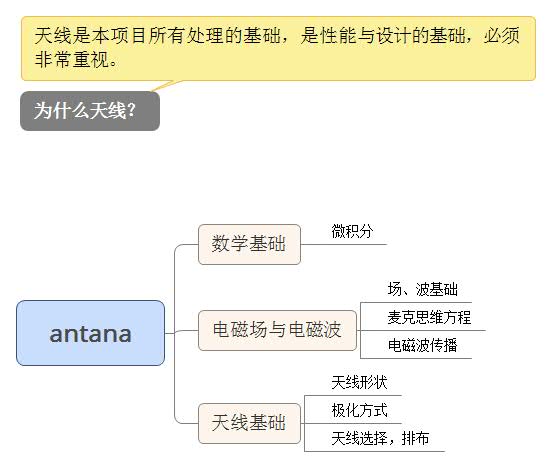 天线是本项目所有处理的基础，是性能与设计的基础，必须
非常重视。
为什么天线？
数学基础
微积分
antana
电磁场与电磁波
场、波基础
麦克思维方程
电磁波传播
天线基础
天线形状
极化方式
天线选择，排布